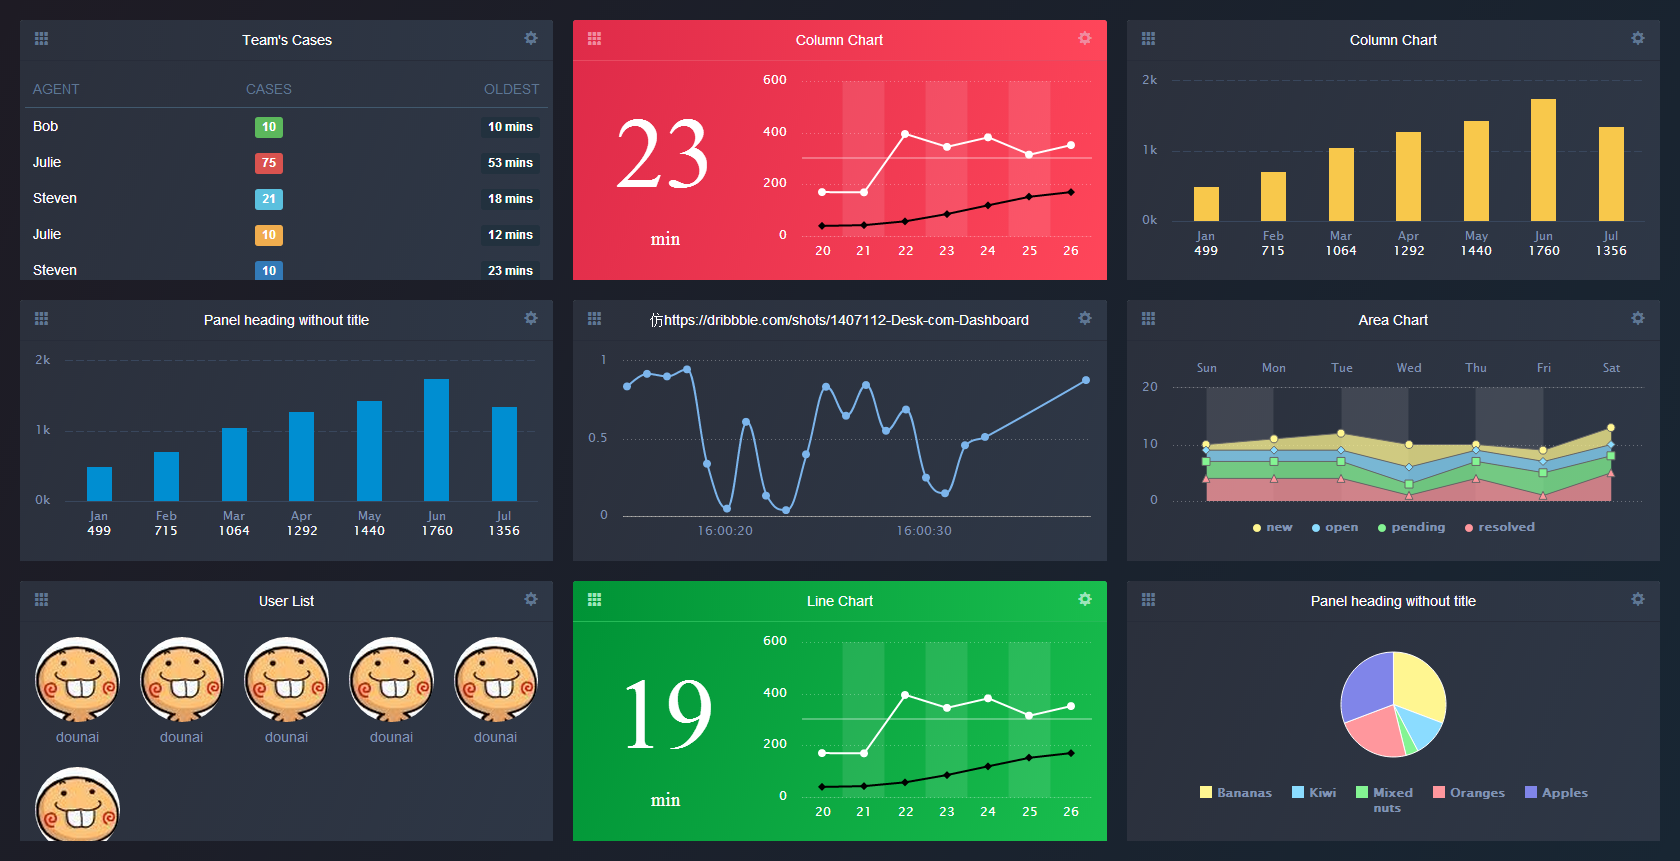 Team's Cases
AGENT CASES OLDEST
Bob 10 10 mins
Julie 75 53 mins
Steven 21 18 mins
Julie 10 12 mins
Steven 10 23 mins
Column Chart
23
min
600
400
200
0
20 21 22 23 24 25 26
Column Chart
2k
1k
0k
Jan Feb Mar Apr May Jun Jul
499 715 1064 1292 1440 1760 1356
Panel heading without title
2k
1k
0k
Jan Feb Mar Apr May Jun Jul
499 715 1064 1292 1440 1760 1356
仿https://dribbble.com/shots/1407112-Desk-com-Dashboard
1
0.5
0
16:00:20 16:00:30
Area Chart
Sun Mon Tue Wed Thu Fri Sat
20
10
0
new open pending resolved
User List
dounai dounai dounai dounai dounai
Line Chart
19
min
600
400
200
0
20 21 22 23 24 25 26
Panel heading without title
Bananas Kiwi Mixed Oranges Apples
nuts